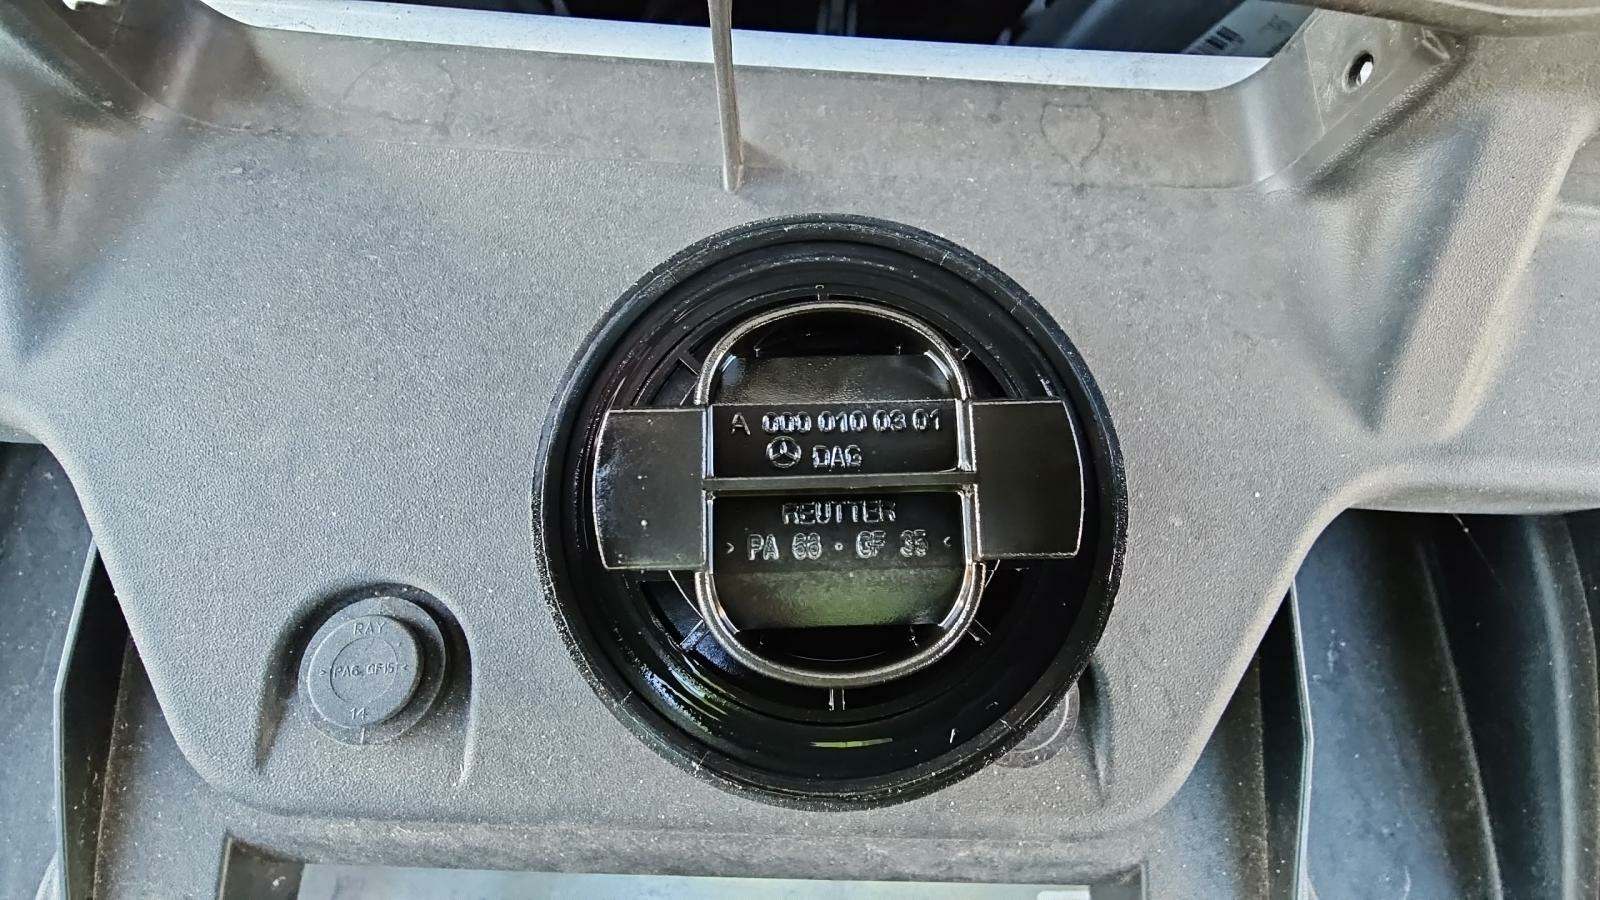 A 000 010 03 01
DAG
REUTTER
> PA 66 · GF 35 <
RAY
>PA6 GF15<
14